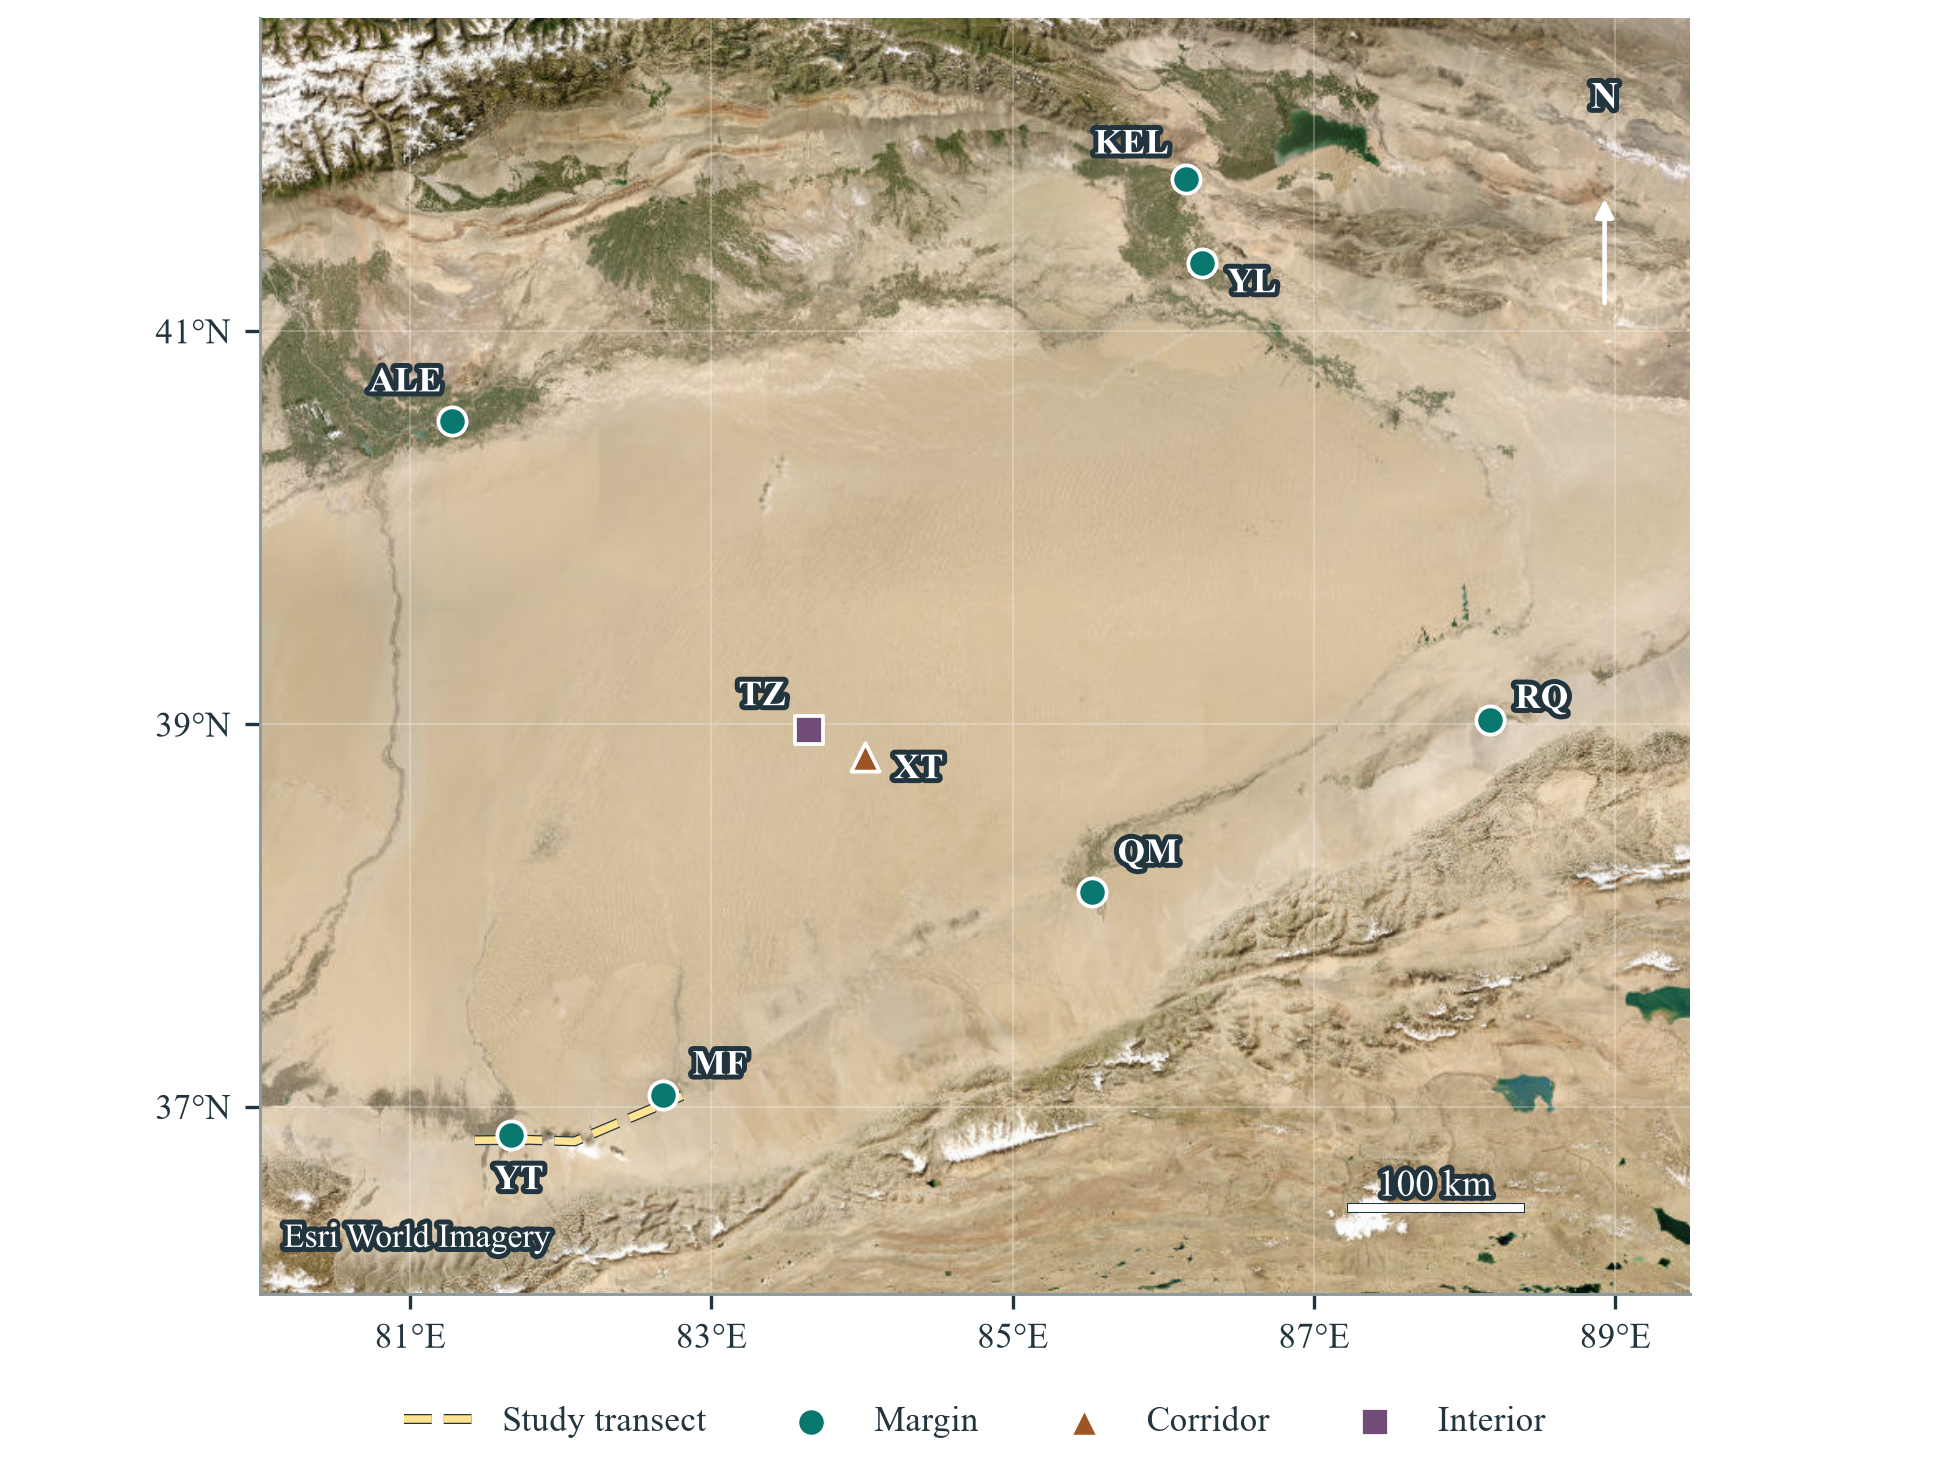 N
KEL
YL
41°N
ALE
TZ
RQ
39°N
XT
QM
MF
37°N
YT
100 km
Esri World Imagery
81°E
83°E
85°E
87°E
89°E
Study transect
Margin
Corridor
Interior